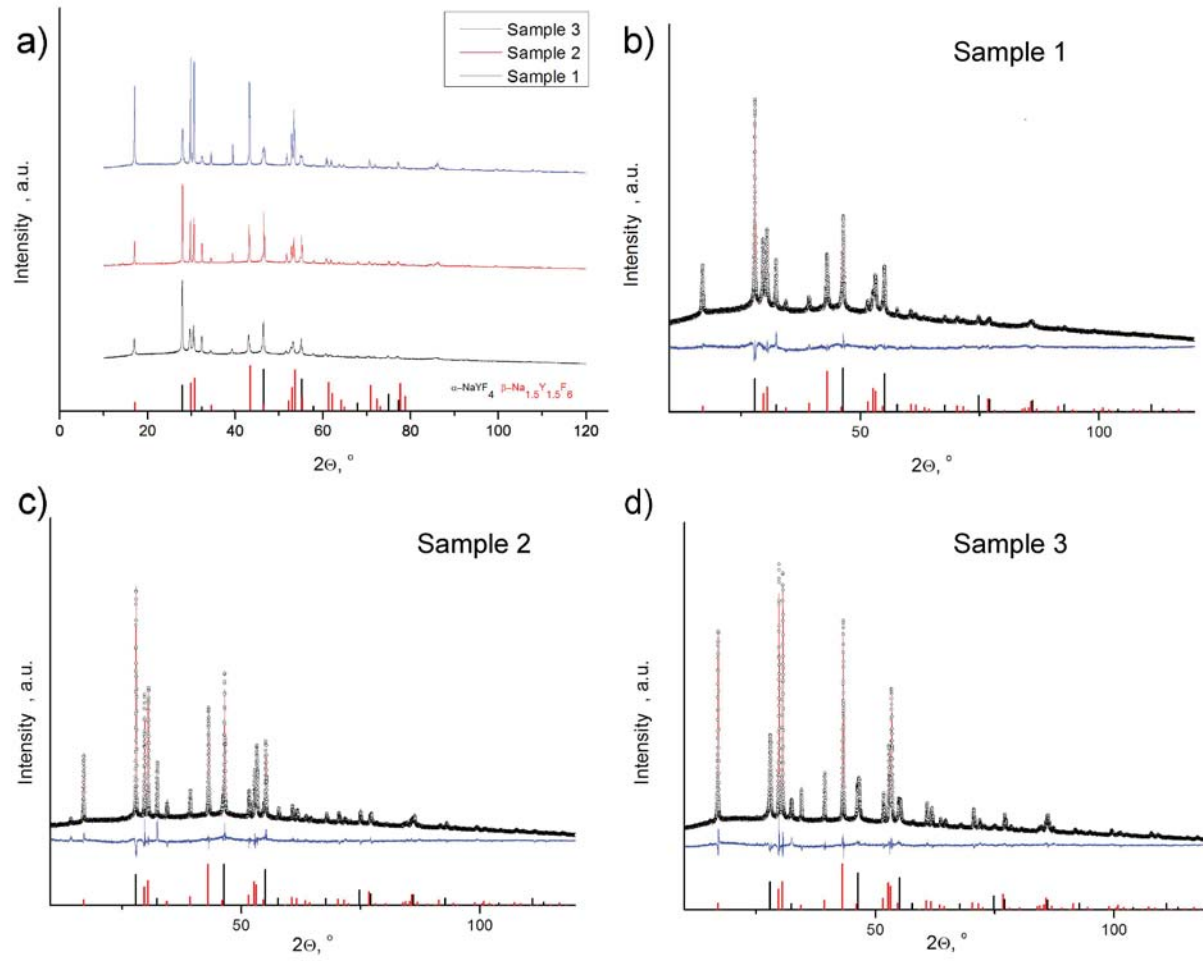 a)
Sample 3
Sample 2
Sample 1
Intensity , a.u.
α–NaYF4 β–Na1.5Y1.5F6
0 20 40 60 80 100 120
2Θ, °
b)
Sample 1
Intensity , a.u.
50 100
2Θ, °
c)
Sample 2
Intensity , a.u.
50 100
2Θ, °
d)
Sample 3
Intensity , a.u.
50 100
2Θ, °